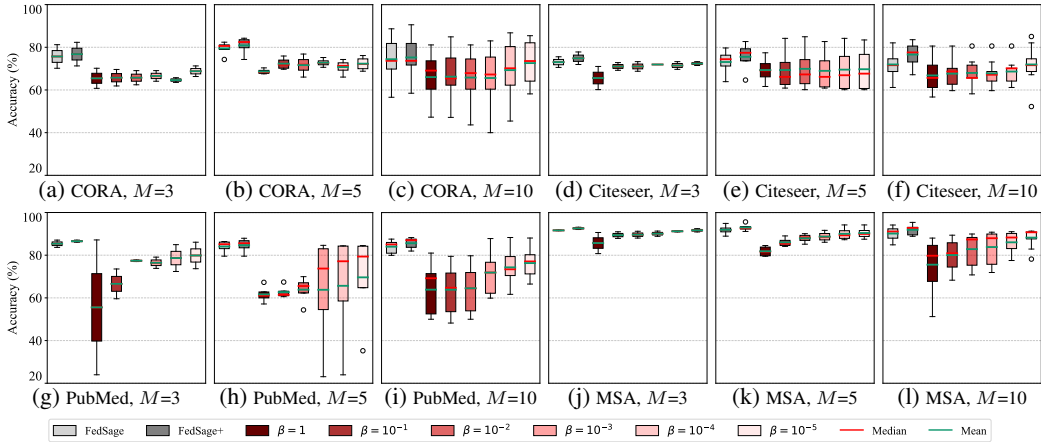 100
80
60
40
20
Accuracy (%)
(a) CORA, M=3
(b) CORA, M=5
(c) CORA, M=10
(d) Citeseer, M=3
(e) Citeseer, M=5
(f) Citeseer, M=10
100
80
60
40
20
Accuracy (%)
(g) PubMed, M=3
(h) PubMed, M=5
(i) PubMed, M=10
(j) MSA, M=3
(k) MSA, M=5
(l) MSA, M=10
FedSage FedSage+ β = 1 β = 10⁻¹ β = 10⁻² β = 10⁻³ β = 10⁻⁴ β = 10⁻⁵ Median Mean